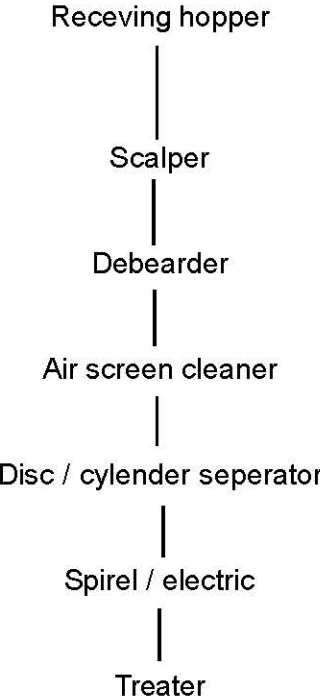 Receving hopper
Scalper
Debearder
Air screen cleaner
Disc / cylender seperator
Spirel / electric
Treater